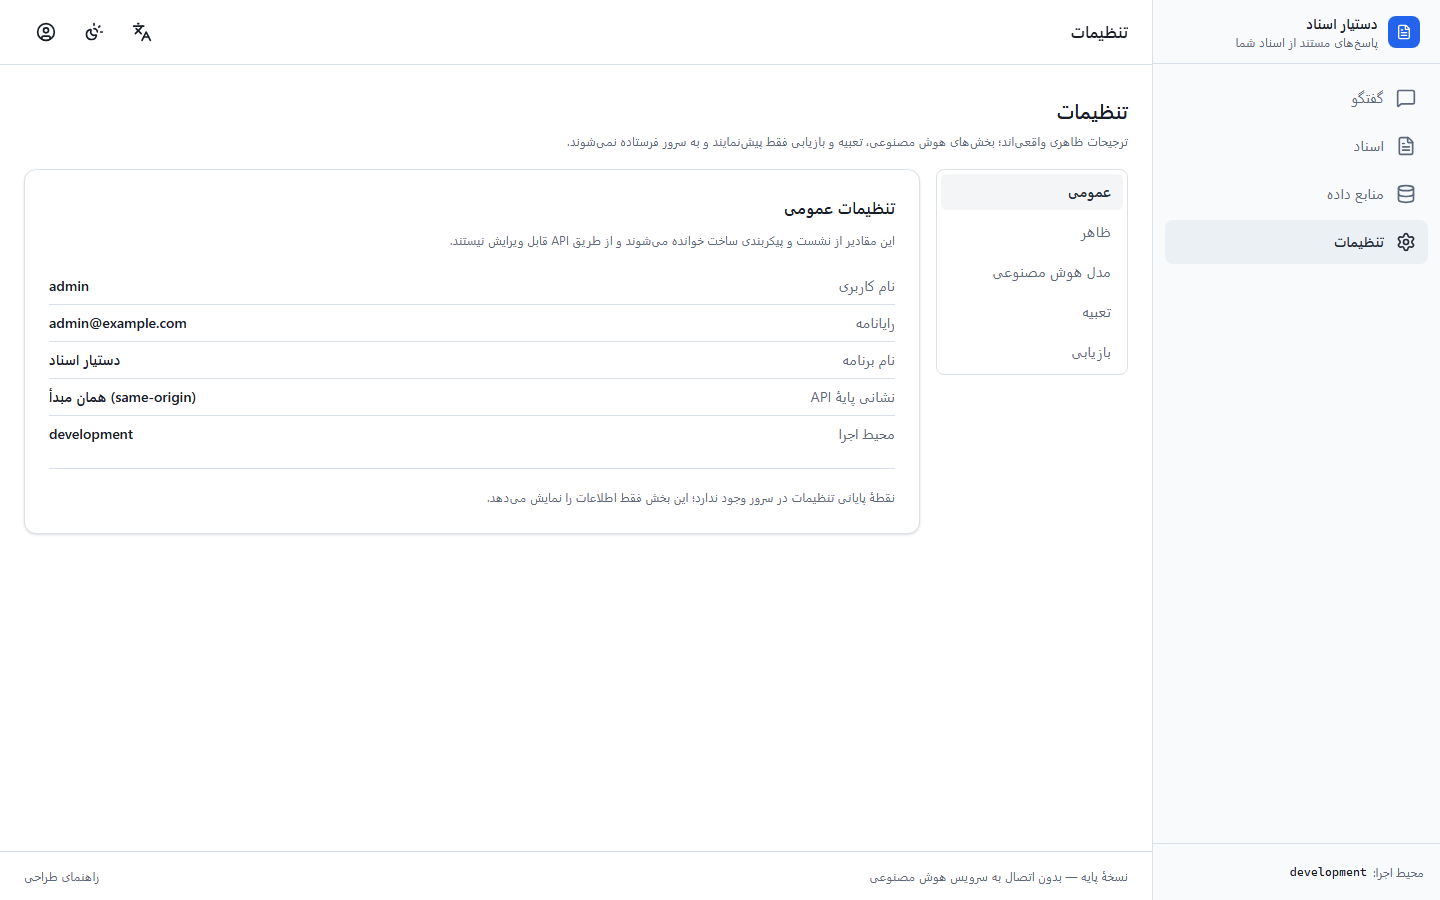 دستیار اسناد
پاسخ‌های مستند از اسناد شما
گفتگو
اسناد
منابع داده
تنظیمات
محیط اجرا: development
تنظیمات
تنظیمات
ترجیحات ظاهری واقعی‌اند؛ بخش‌های هوش مصنوعی، تعبیه و بازیابی فقط پیش‌نمایند و به سرور فرستاده نمی‌شوند.
عمومی
ظاهر
مدل هوش مصنوعی
تعبیه
بازیابی
تنظیمات عمومی
این مقادیر از نشست و پیکربندی ساخت خوانده می‌شوند و از طریق API قابل ویرایش نیستند.
نام کاربری admin
رایانامه admin@example.com
نام برنامه دستیار اسناد
نشانی پایهٔ API همان مبدأ (same-origin)
محیط اجرا development
نقطهٔ پایانی تنظیمات در سرور وجود ندارد؛ این بخش فقط اطلاعات را نمایش می‌دهد.
نسخهٔ پایه — بدون اتصال به سرویس هوش مصنوعی
راهنمای طراحی